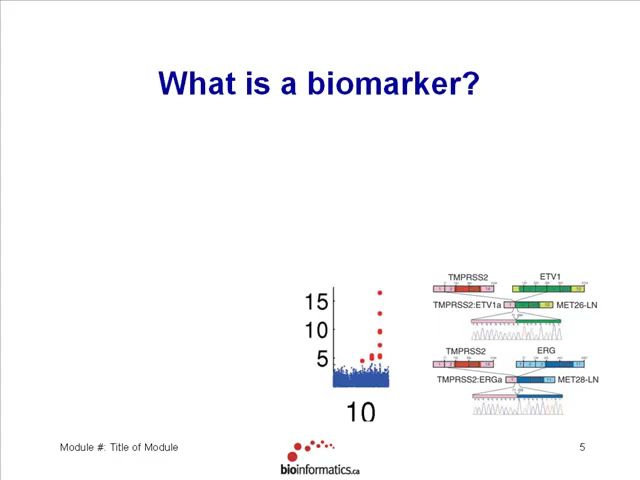 What is a biomarker?
15
10
5
10
TMPRSS2
ETV1
TMPRSS2:ETV1a
MET26-LN
TMPRSS2
ERG
TMPRSS2:ERGa
MET28-LN
Module #: Title of Module
bioinformatics.ca
5